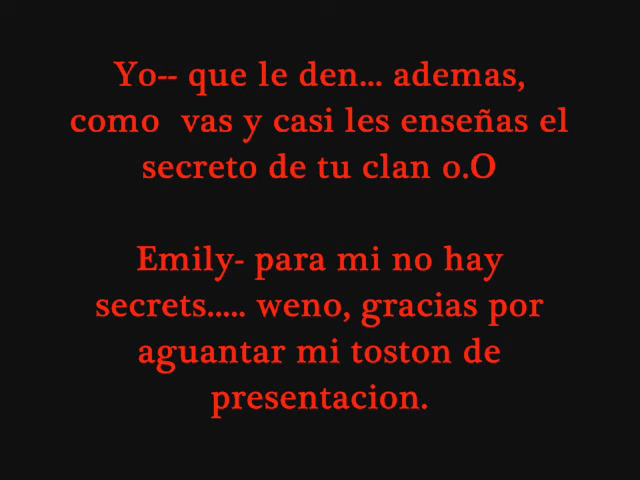 Yo-- que le den... ademas,
como  vas y casi les enseñas el
secreto de tu clan o.O
Emily- para mi no hay
secrets..... weno, gracias por
aguantar mi toston de
presentacion.